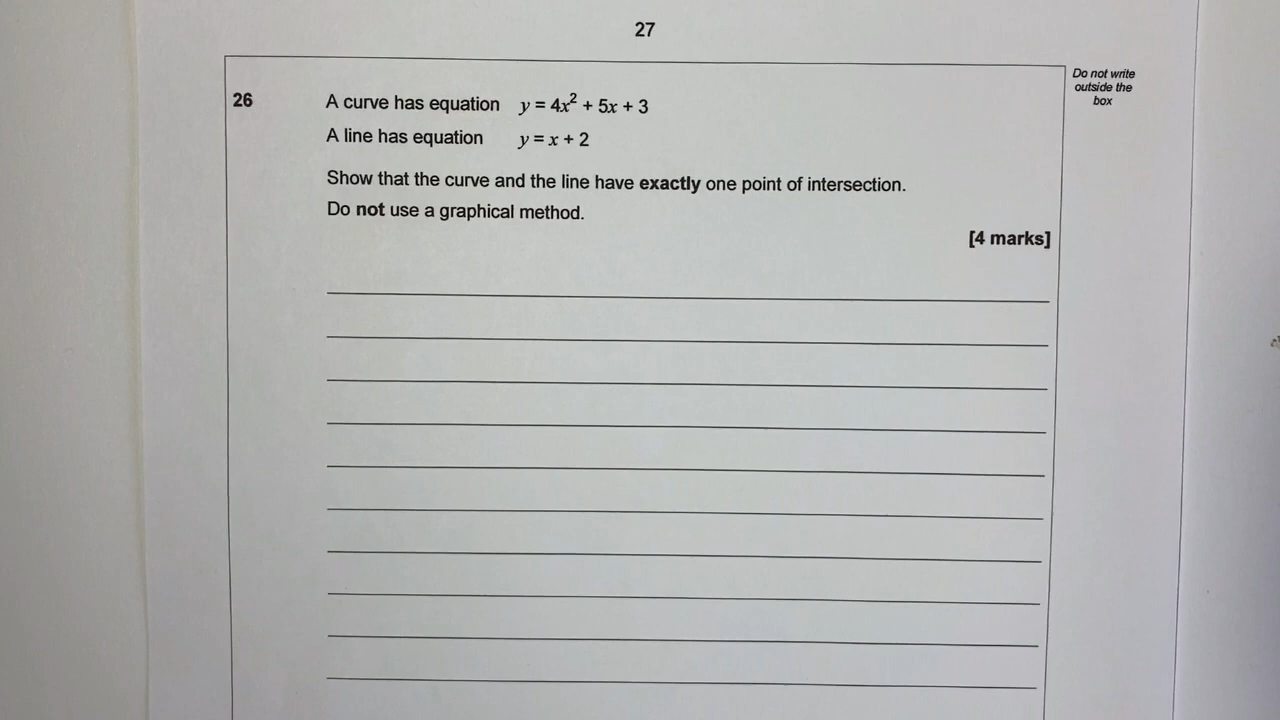 27
Do not write
outside the
box
26 A curve has equation y = 4x² + 5x + 3
A line has equation y = x + 2
Show that the curve and the line have exactly one point of intersection.
Do not use a graphical method.
[4 marks]